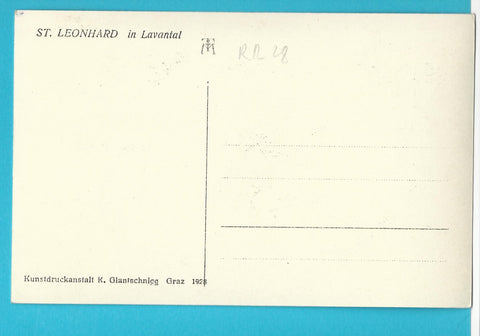 ST. LEONHARD in Lavantal
RR 28
Kunstdruckanstalt K. Glantschnigg Graz 1928